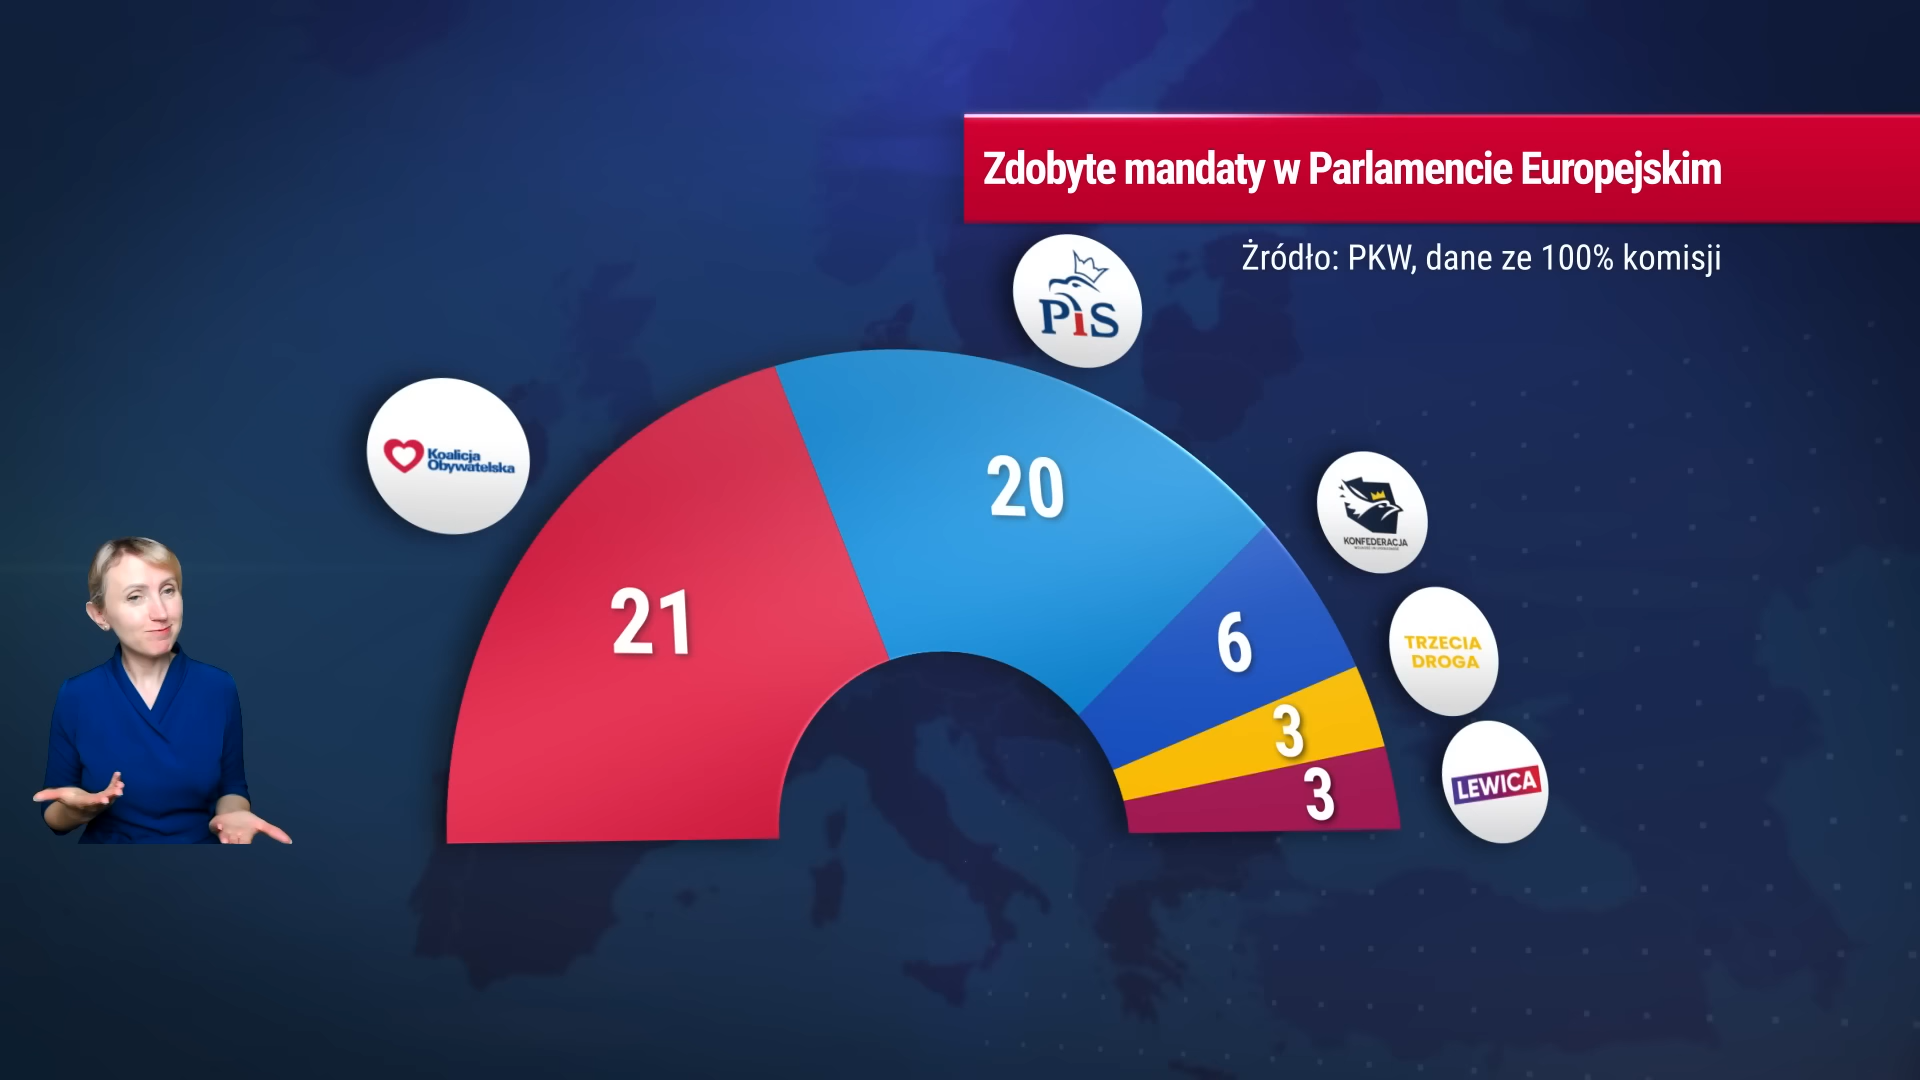 Zdobyte mandaty w Parlamencie Europejskim
Źródło: PKW, dane ze 100% komisji
PiS
Koalicja
Obywatelska
20
KONFEDERACJA
21
6
TRZECIA
DROGA
3
LEWICA
3